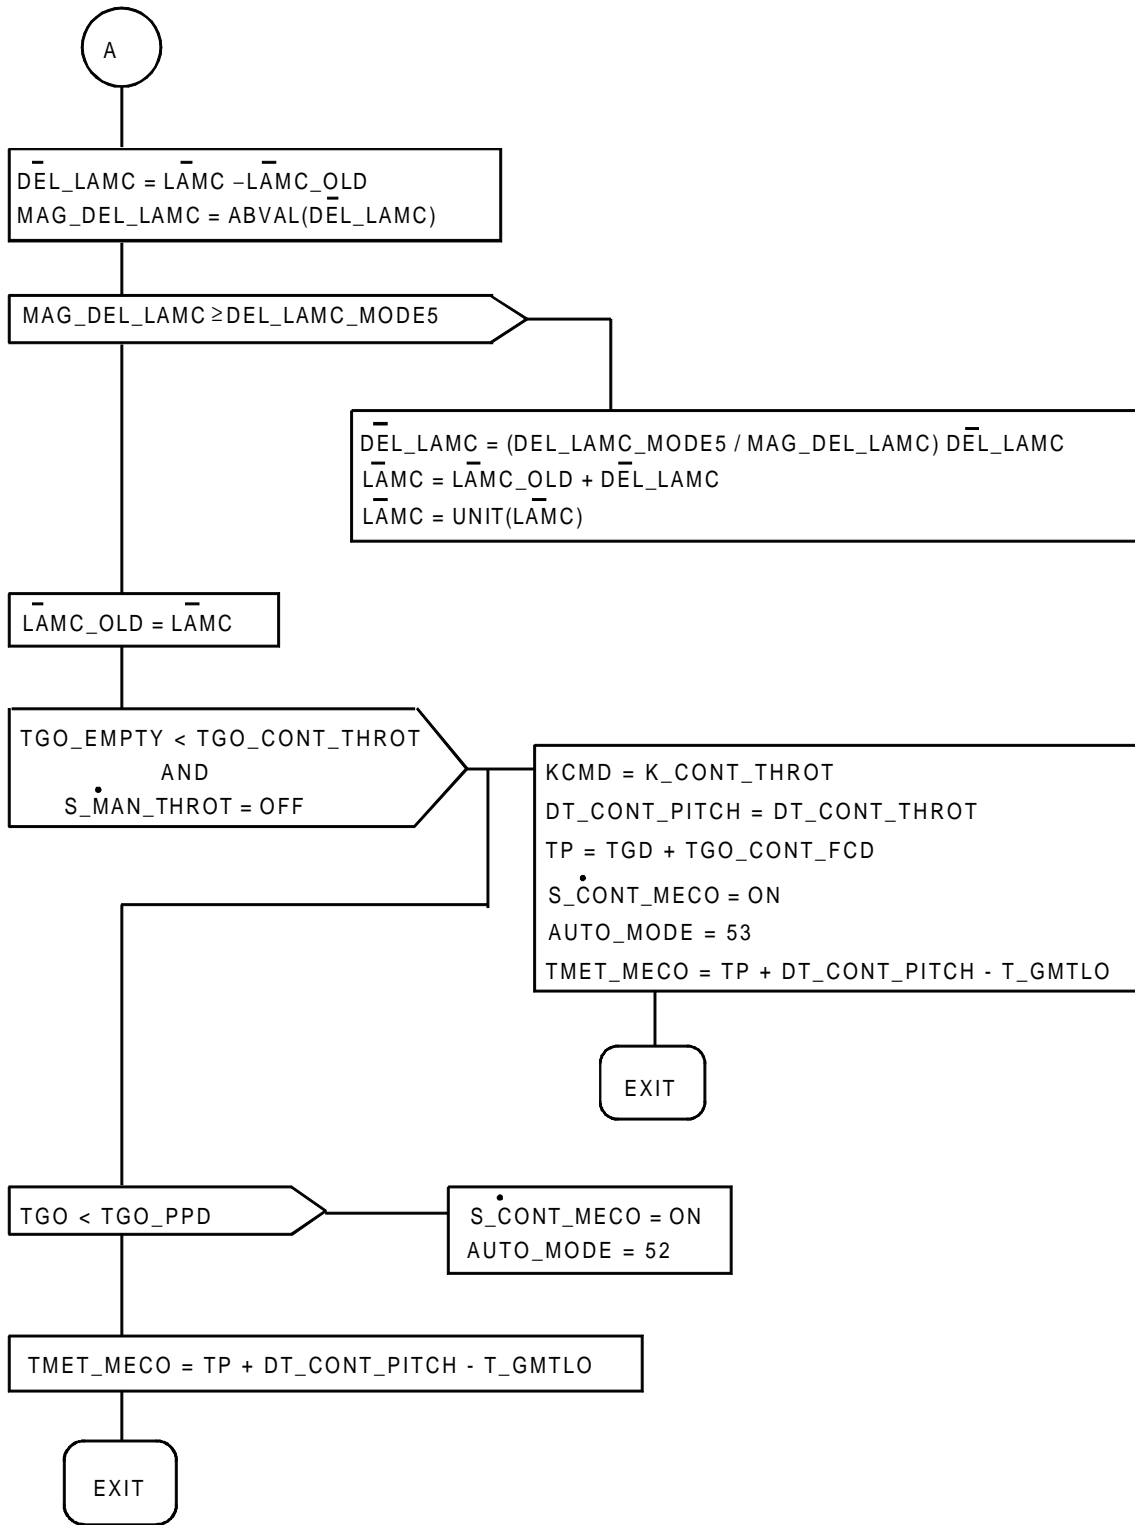 A
DEL_LAMC = LAMC –LAMC_OLD
MAG_DEL_LAMC = ABVAL(DEL_LAMC)
MAG_DEL_LAMC ≥DEL_LAMC_MODE5
DEL_LAMC = (DEL_LAMC_MODE5 / MAG_DEL_LAMC) DEL_LAMC
LAMC = LAMC_OLD + DEL_LAMC
LAMC = UNIT(LAMC)
LAMC_OLD = LAMC
TGO_EMPTY < TGO_CONT_THROT
AND
S_MAN_THROT = OFF
KCMD = K_CONT_THROT
DT_CONT_PITCH = DT_CONT_THROT
TP = TGD + TGO_CONT_FCD
S_CONT_MECO = ON
AUTO_MODE = 53
TMET_MECO = TP + DT_CONT_PITCH - T_GMTLO
EXIT
TGO < TGO_PPD
S_CONT_MECO = ON
AUTO_MODE = 52
TMET_MECO = TP + DT_CONT_PITCH - T_GMTLO
EXIT